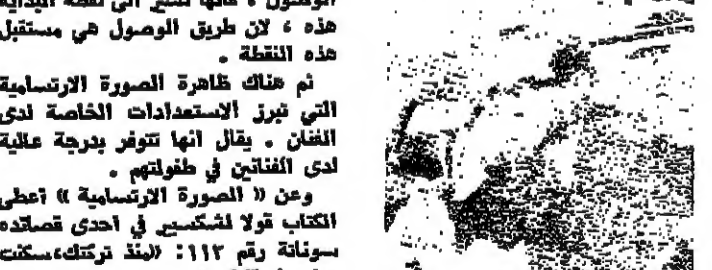 الوصول ، فانها تشير الى نقطة البداية
هذه ، لان طريق الوصول هي مستقبل
هذه النقطة .
ثم هناك ظاهرة الصورة الارتسامية
التي تبرز الاستعدادات الخاصة لدى
الفنان . يقال انها تتوفر بدرجة عالية
لدى الفنانين في طفولتهم .
وعن « الصورة الارتسامية » أعطى
الكتاب قولا لشكسبير في احدى قصائده
سوناتة رقم ١١٣: «منذ تركتك،سكنت